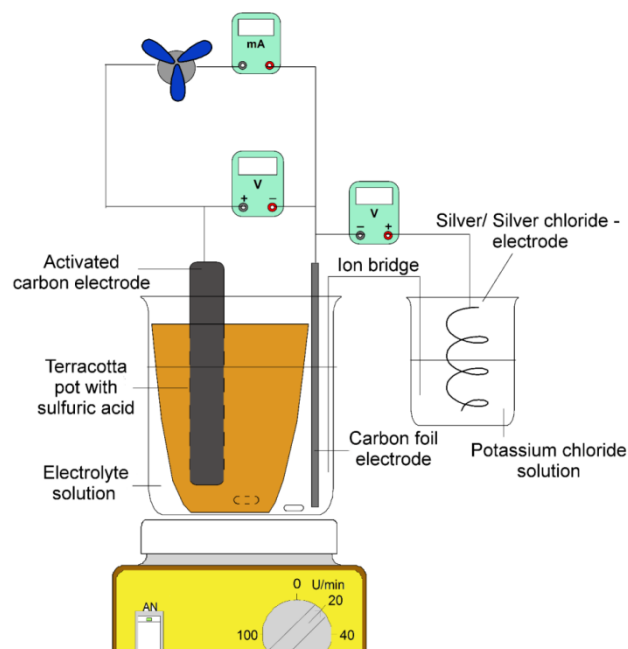 mA
V
+ −
V
− +
Silver/ Silver chloride -
electrode
Activated
carbon electrode
Ion bridge
Terracotta
pot with
sulfuric acid
Carbon foil
electrode
Potassium chloride
solution
Electrolyte
solution
0 U/min
20
AN
100
40